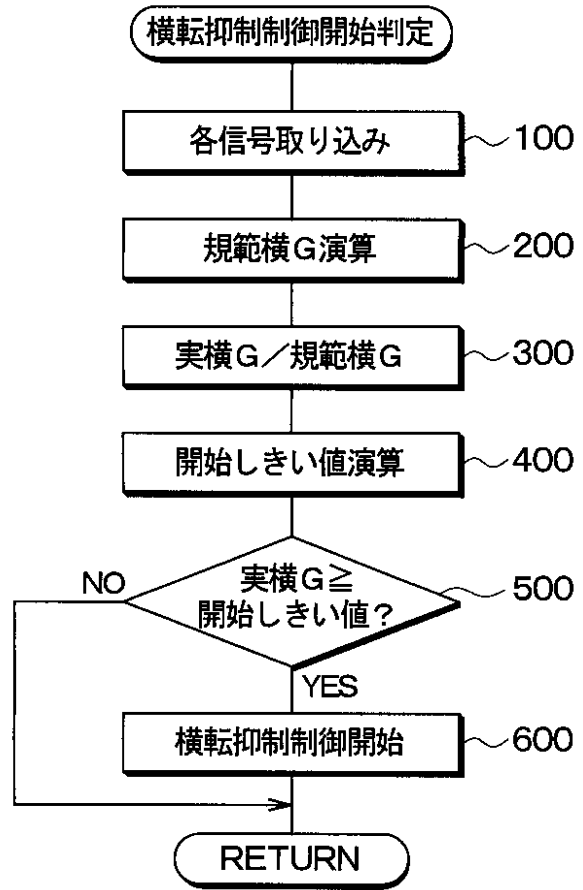 横転抑制制御開始判定
各信号取り込み
100
規範横G演算
200
実横G／規範横G
300
開始しきい値演算
400
実横G≧
開始しきい値？
500
NO
YES
横転抑制制御開始
600
RETURN